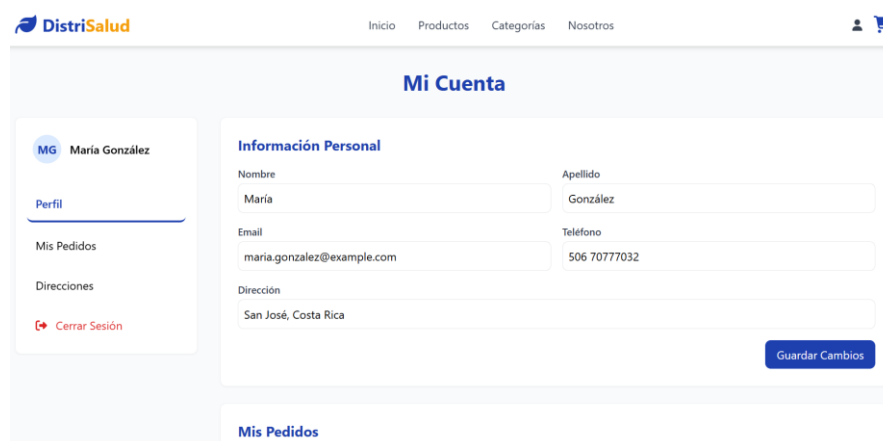 DistriSalud
Inicio Productos Categorías Nosotros
Mi Cuenta
MG María González
Perfil
Mis Pedidos
Direcciones
Cerrar Sesión
Información Personal
Nombre Apellido
María González
Email Teléfono
maria.gonzalez@example.com 506 70777032
Dirección
San José, Costa Rica
Guardar Cambios
Mis Pedidos